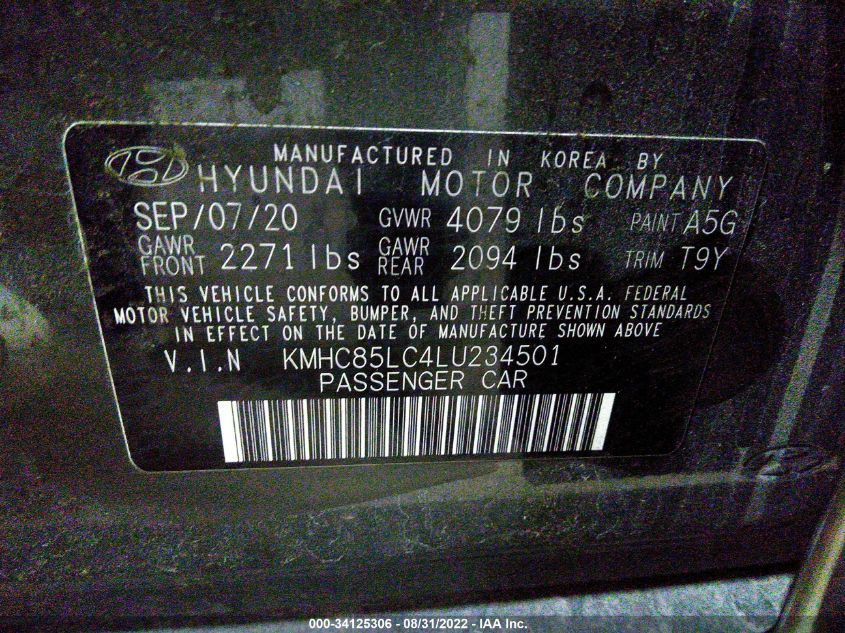 MANUFACTURED IN KOREA BY
HYUNDAI MOTOR COMPANY
SEP/07/20 GVWR 4079 lbs PAINT A5G
GAWR FRONT 2271 lbs GAWR REAR 2094 lbs TRIM T9Y
THIS VEHICLE CONFORMS TO ALL APPLICABLE U.S.A. FEDERAL
MOTOR VEHICLE SAFETY, BUMPER, AND THEFT PREVENTION STANDARDS
IN EFFECT ON THE DATE OF MANUFACTURE SHOWN ABOVE
V.I.N KMHC85LC4LU234501
PASSENGER CAR
000-34125306 - 08/31/2022 - IAA Inc.